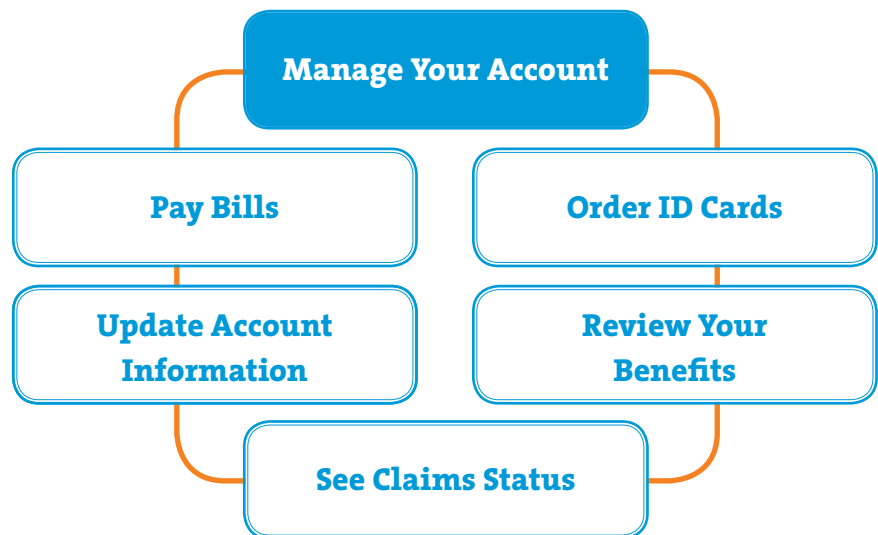 Manage Your Account
Pay Bills
Order ID Cards
Update Account
Information
Review Your
Benefits
See Claims Status